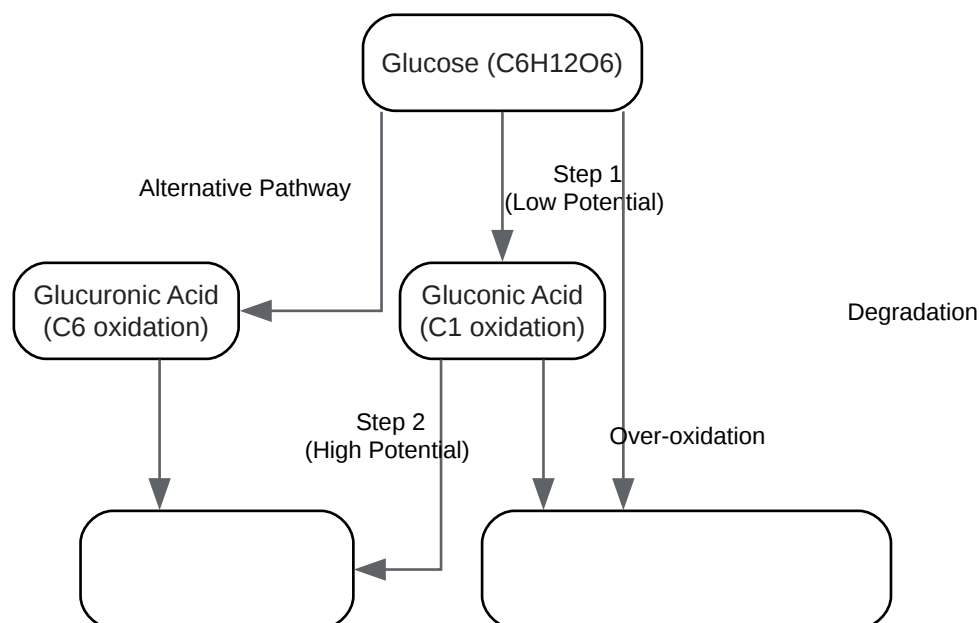 Glucose (C6H12O6)
Alternative Pathway
Step 1
(Low Potential)
Glucuronic Acid
(C6 oxidation)
Gluconic Acid
(C1 oxidation)
Degradation
Step 2
(High Potential)
Over-oxidation